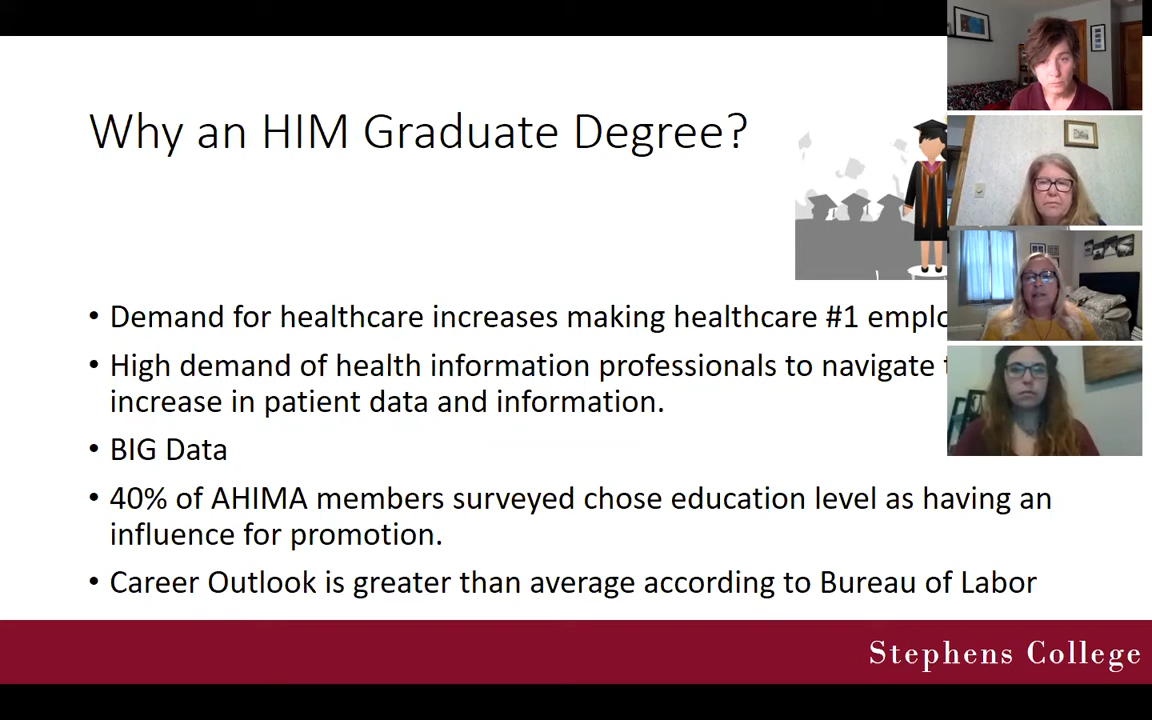 Why an HIM Graduate Degree?
• Demand for healthcare increases making healthcare #1
• High demand of health information professionals to navigate
increase in patient data and information.
• BIG Data
• 40% of AHIMA members surveyed chose education level as having an
influence for promotion.
• Career Outlook is greater than average according to Bureau of Labor
Stephens College